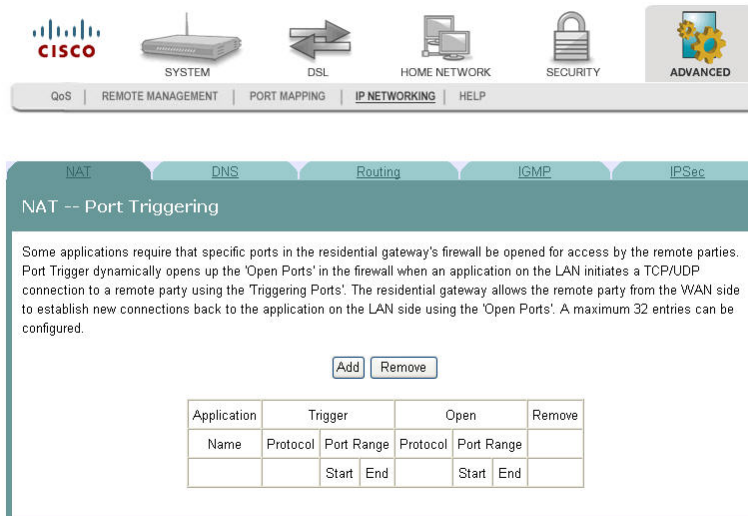 CISCO
SYSTEM DSL HOME NETWORK SECURITY ADVANCED
QoS | REMOTE MANAGEMENT | PORT MAPPING | IP NETWORKING | HELP
NAT DNS Routing IGMP IPSec
NAT -- Port Triggering
Some applications require that specific ports in the residential gateway's firewall be opened for access by the remote parties.
Port Trigger dynamically opens up the 'Open Ports' in the firewall when an application on the LAN initiates a TCP/UDP
connection to a remote party using the 'Triggering Ports'. The residential gateway allows the remote party from the WAN side
to establish new connections back to the application on the LAN side using the 'Open Ports'. A maximum 32 entries can be
configured.
Add Remove
Application Trigger Open Remove
Name Protocol Port Range Protocol Port Range
Start End Start End